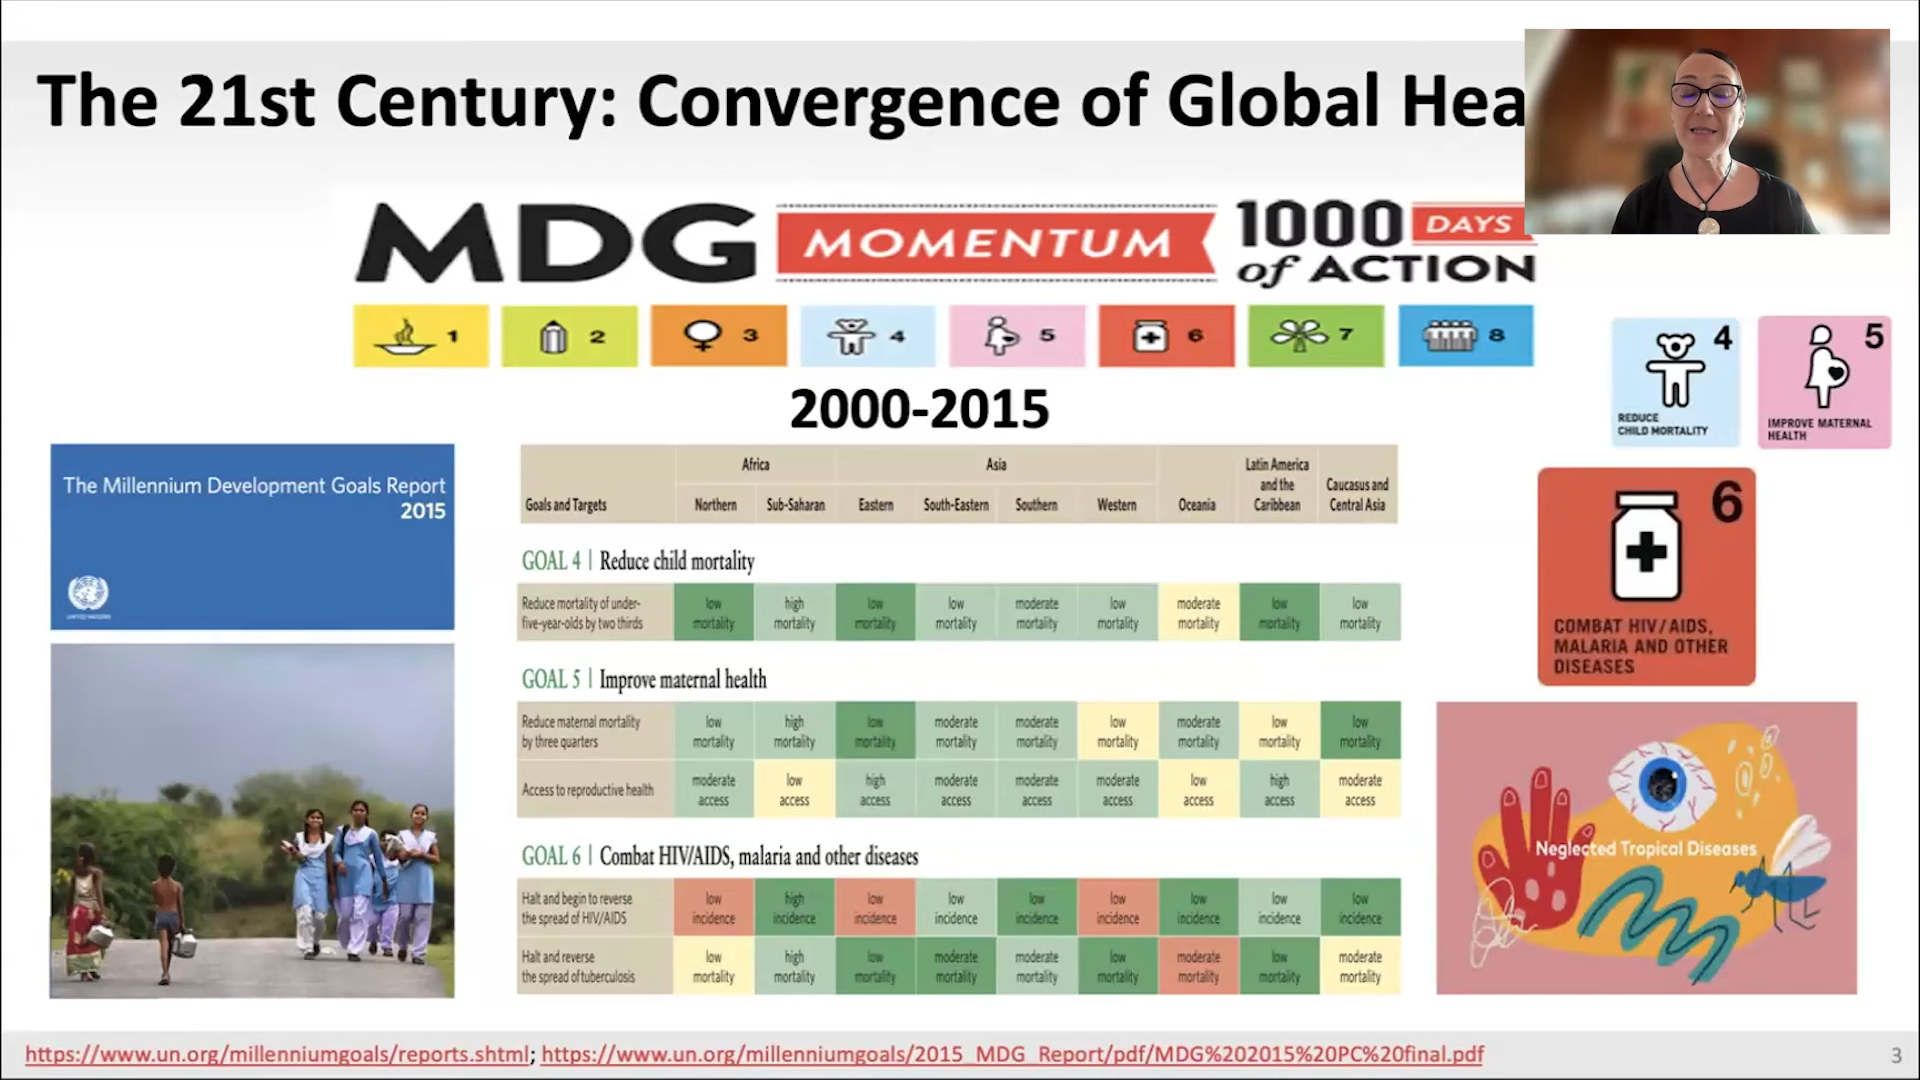 The 21st Century: Convergence of Global Hea
MDG MOMENTUM 1000 DAYS
of ACTION
1 2 3 4 5 6 7 8
4
REDUCE
CHILD MORTALITY
5
IMPROVE MATERNAL
HEALTH
2000-2015
The Millennium Development Goals Report
2015
UNITED NATIONS
Africa Asia
Goals and Targets Northern Sub-Saharan Eastern South-Eastern Southern Western Oceania Latin America and the Caribbean Caucasus and Central Asia
GOAL 4 | Reduce child mortality
Reduce mortality of under- low high low low moderate low moderate low low
five-year-olds by two thirds mortality mortality mortality mortality mortality mortality mortality mortality mortality
GOAL 5 | Improve maternal health
Reduce maternal mortality low high low moderate moderate low moderate low low
by three quarters mortality mortality mortality mortality mortality mortality mortality mortality mortality
Access to reproductive health moderate access low access high access moderate access moderate access moderate access low access high access moderate access
GOAL 6 | Combat HIV/AIDS, malaria and other diseases
Halt and begin to reverse low high low low low low low low low
the spread of HIV/AIDS incidence incidence incidence incidence incidence incidence incidence incidence incidence
Halt and reverse low high low moderate moderate low moderate low moderate
the spread of tuberculosis mortality mortality mortality mortality mortality mortality mortality mortality mortality
6
COMBAT HIV/AIDS,
MALARIA AND OTHER
DISEASES
Neglected Tropical Diseases
https://www.un.org/millenniumgoals/reports.shtml; https://www.un.org/millenniumgoals/2015_MDG_Report/pdf/MDG%202015%20PC%20final.pdf
3